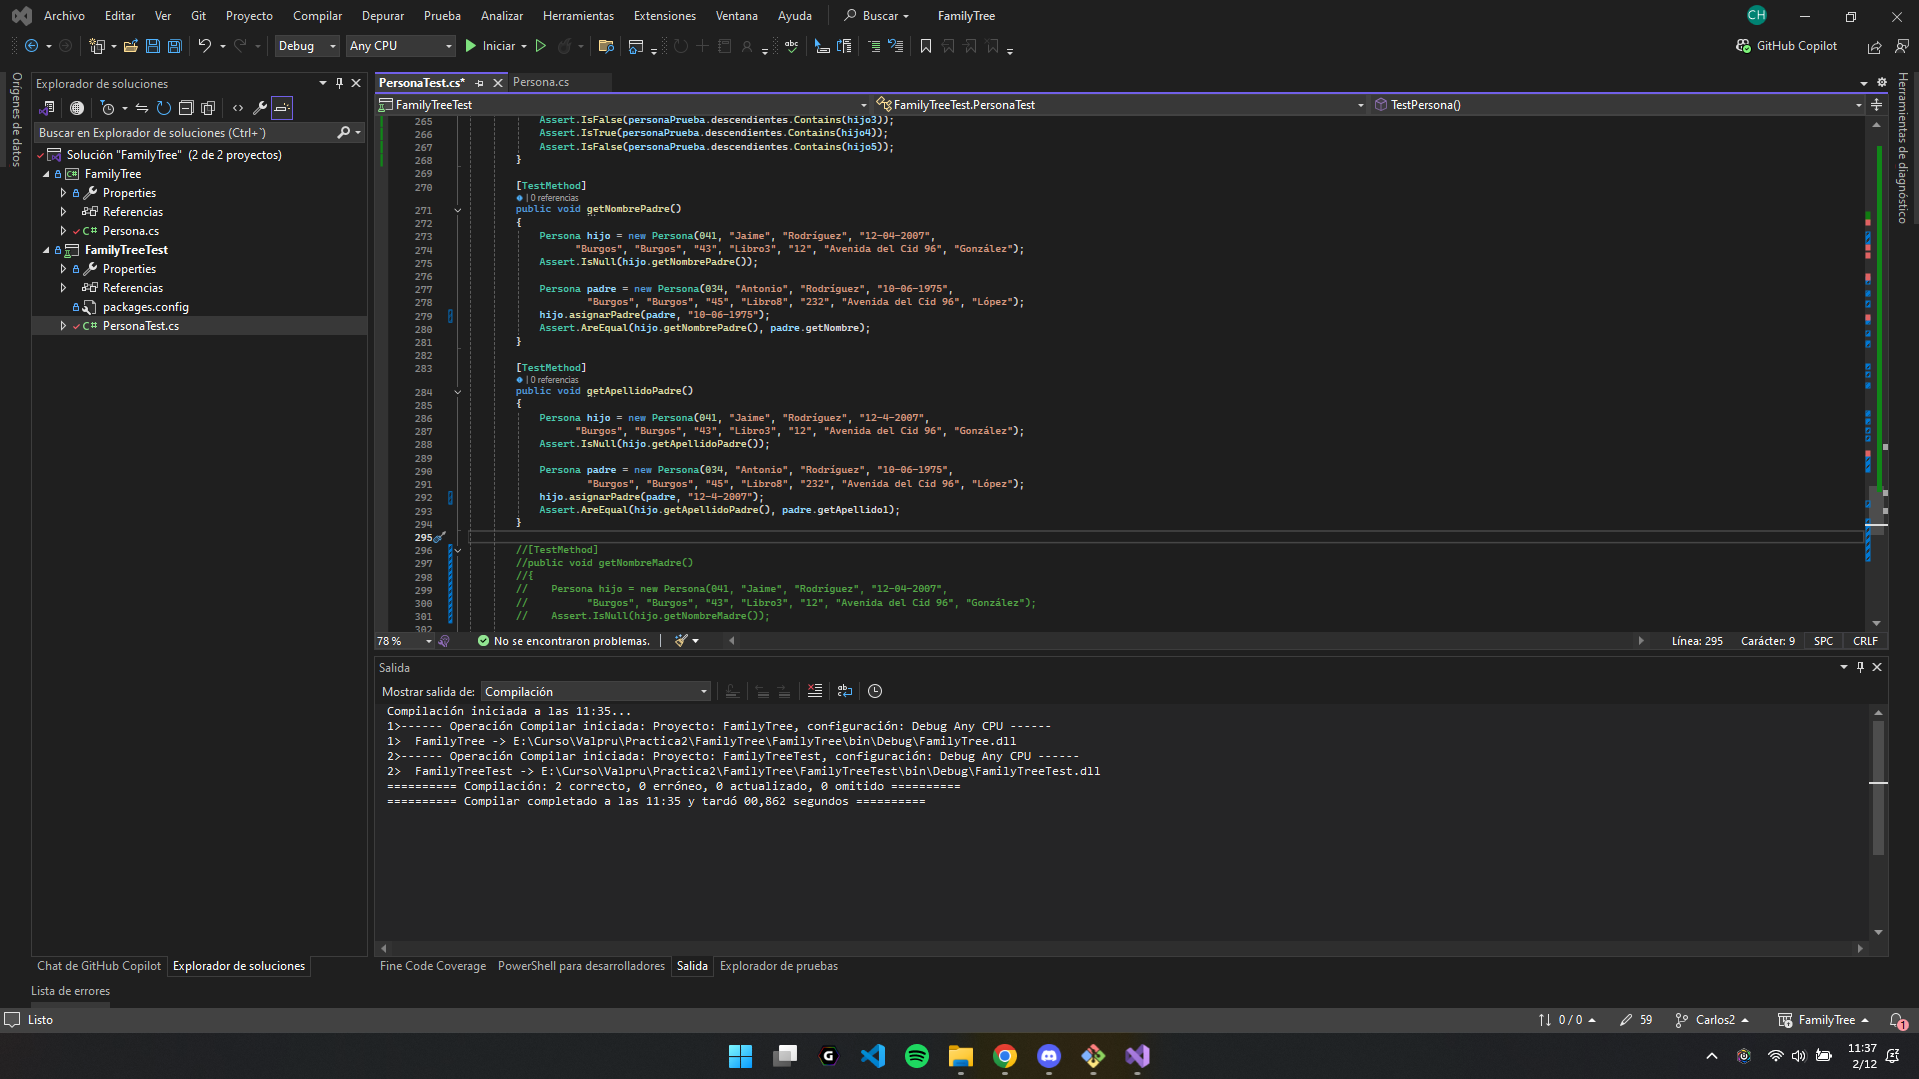 Archivo Editar Ver Git Proyecto Compilar Depurar Prueba Analizar Herramientas Extensiones Ventana Ayuda Buscar FamilyTree CH
Debug Any CPU Iniciar GitHub Copilot
Orígenes de datos
Explorador de soluciones
Buscar en Explorador de soluciones (Ctrl+`)
Solución "FamilyTree" (2 de 2 proyectos)
FamilyTree
Properties
Referencias
C# Persona.cs
FamilyTreeTest
Properties
Referencias
packages.config
C# PersonaTest.cs
PersonaTest.cs* Persona.cs
FamilyTreeTest FamilyTreeTest.PersonaTest TestPersona()
265 Assert.IsFalse(personaPrueba.descendientes.Contains(hijo3));
266 Assert.IsTrue(personaPrueba.descendientes.Contains(hijo4));
267 Assert.IsFalse(personaPrueba.descendientes.Contains(hijo5));
268 }
269
270 [TestMethod]
| 0 referencias
271 public void getNombrePadre()
272 {
273 Persona hijo = new Persona(041, "Jaime", "Rodríguez", "12-04-2007",
274 "Burgos", "Burgos", "43", "Libro3", "12", "Avenida del Cid 96", "González");
275 Assert.IsNull(hijo.getNombrePadre());
276
277 Persona padre = new Persona(034, "Antonio", "Rodríguez", "10-06-1975",
278 "Burgos", "Burgos", "45", "Libro8", "232", "Avenida del Cid 96", "López");
279 hijo.asignarPadre(padre, "10-06-1975");
280 Assert.AreEqual(hijo.getNombrePadre(), padre.getNombre);
281 }
282
283 [TestMethod]
| 0 referencias
284 public void getApellidoPadre()
285 {
286 Persona hijo = new Persona(041, "Jaime", "Rodríguez", "12-4-2007",
287 "Burgos", "Burgos", "43", "Libro3", "12", "Avenida del Cid 96", "González");
288 Assert.IsNull(hijo.getApellidoPadre());
289
290 Persona padre = new Persona(034, "Antonio", "Rodríguez", "10-06-1975",
291 "Burgos", "Burgos", "45", "Libro8", "232", "Avenida del Cid 96", "López");
292 hijo.asignarPadre(padre, "12-4-2007");
293 Assert.AreEqual(hijo.getApellidoPadre(), padre.getApellido1);
294 }
295
296 //[TestMethod]
297 //public void getNombreMadre()
298 //{
299 // Persona hijo = new Persona(041, "Jaime", "Rodríguez", "12-04-2007",
300 // "Burgos", "Burgos", "43", "Libro3", "12", "Avenida del Cid 96", "González");
301 // Assert.IsNull(hijo.getNombreMadre());
302
78 % No se encontraron problemas. Línea: 295 Carácter: 9 SPC CRLF
Herramientas de diagnóstico
Salida
Mostrar salida de: Compilación
Compilación iniciada a las 11:35...
1>------ Operación Compilar iniciada: Proyecto: FamilyTree, configuración: Debug Any CPU ------
1> FamilyTree -> E:\Curso\Valpru\Practica2\FamilyTree\FamilyTree\bin\Debug\FamilyTree.dll
2>------ Operación Compilar iniciada: Proyecto: FamilyTreeTest, configuración: Debug Any CPU ------
2> FamilyTreeTest -> E:\Curso\Valpru\Practica2\FamilyTree\FamilyTreeTest\bin\Debug\FamilyTreeTest.dll
========== Compilación: 2 correcto, 0 erróneo, 0 actualizado, 0 omitido ==========
========== Compilar completado a las 11:35 y tardó 00,862 segundos ==========
Chat de GitHub Copilot Explorador de soluciones Fine Code Coverage PowerShell para desarrolladores Salida Explorador de pruebas
Lista de errores
Listo 0 / 0 59 Carlos2 FamilyTree 1
11:37
2/12